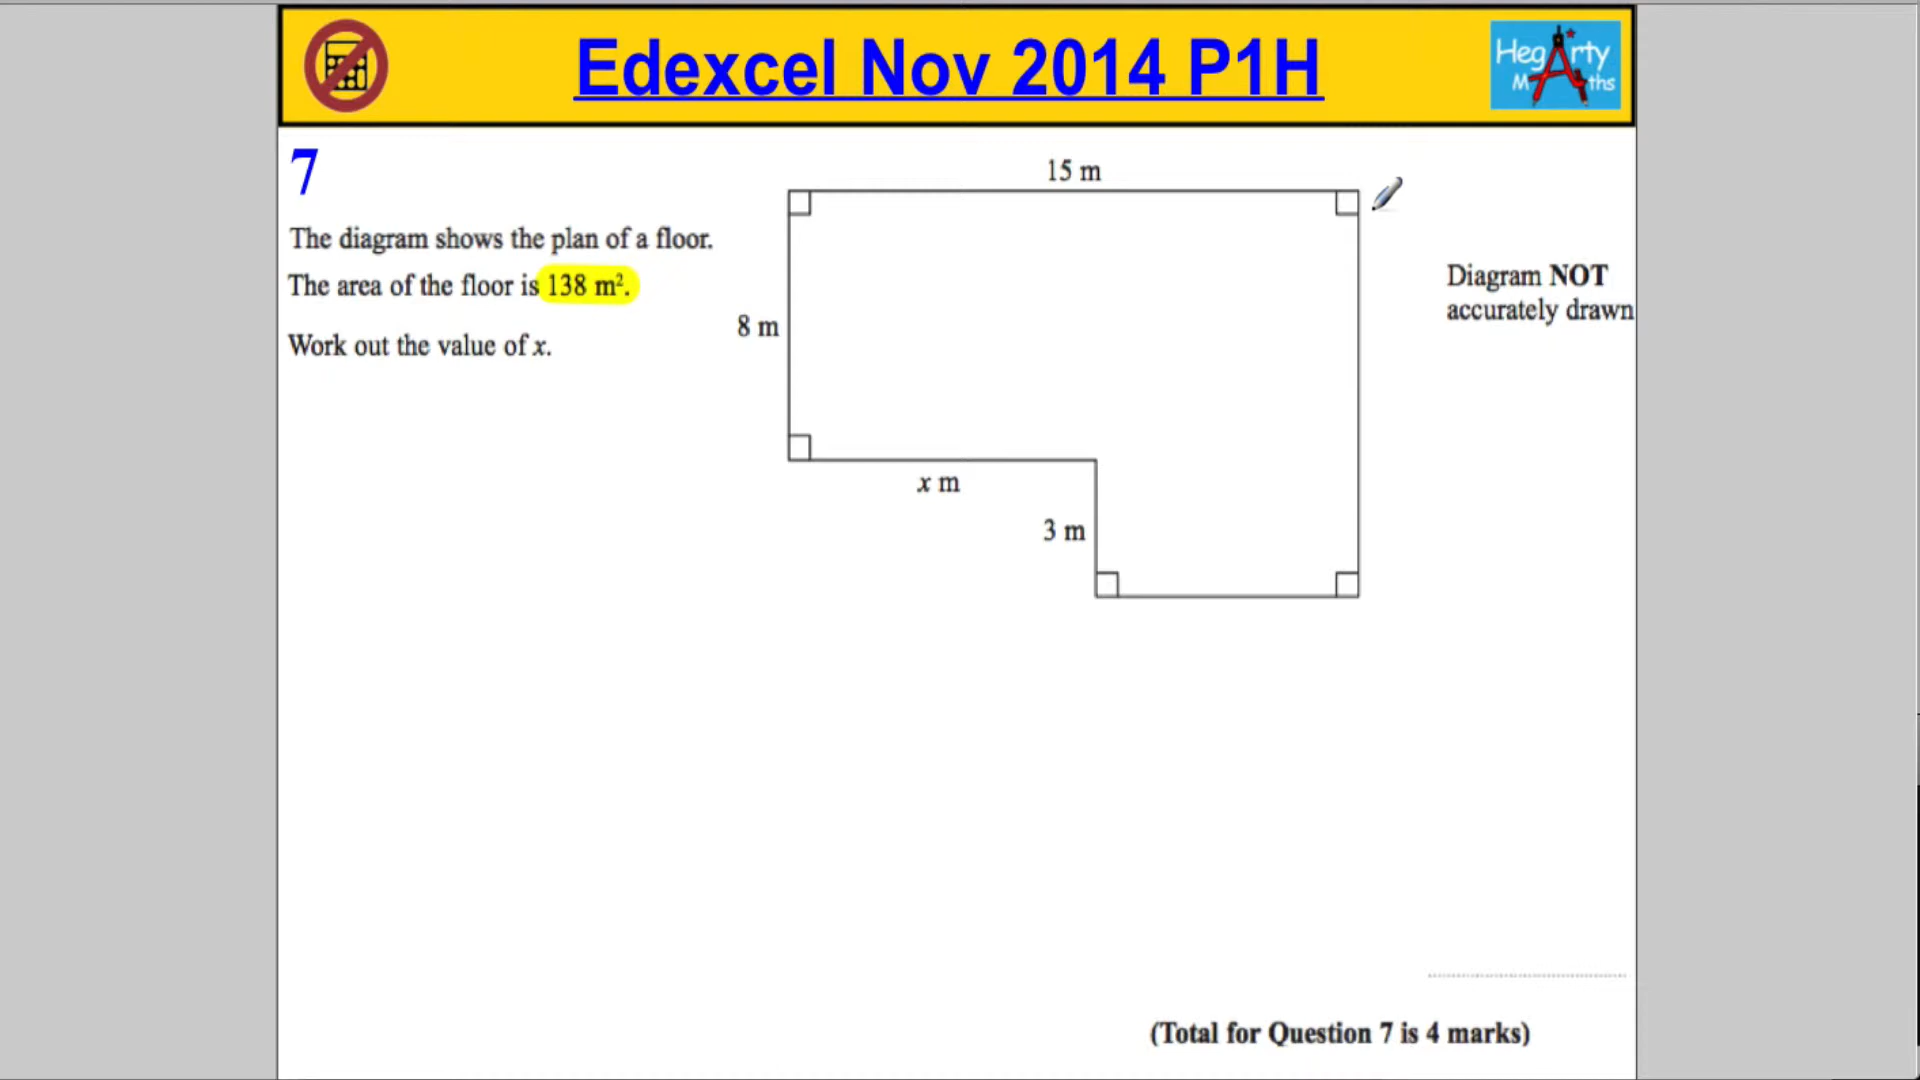 Edexcel Nov 2014 P1H
Hegarty
Maths
7
15 m
The diagram shows the plan of a floor.
The area of the floor is 138 m².
Diagram NOT
accurately drawn
8 m
Work out the value of x.
x m
3 m
(Total for Question 7 is 4 marks)